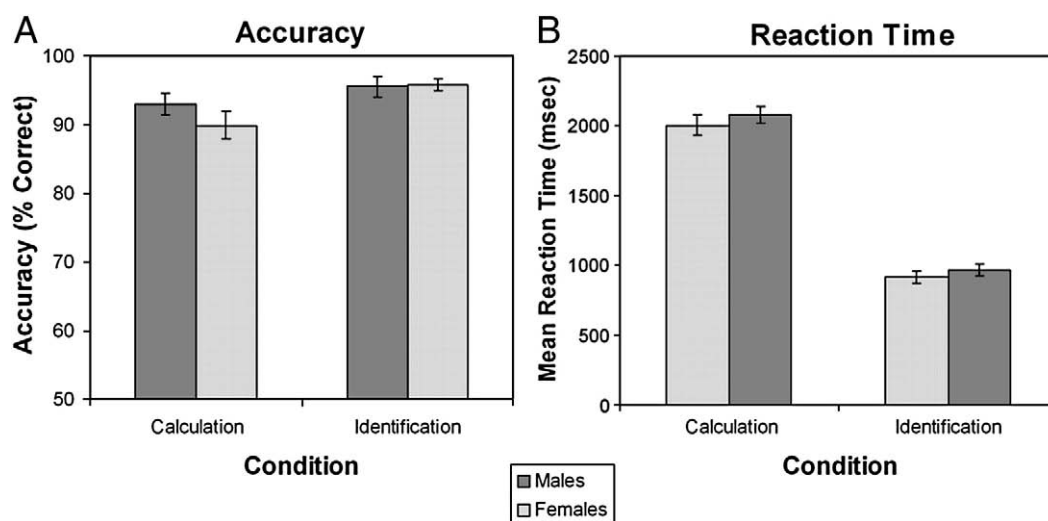 A
Accuracy
Accuracy (% Correct)
100
90
80
70
60
50
Calculation
Identification
Condition
B
Reaction Time
Mean Reaction Time (msec)
2500
2000
1500
1000
500
0
Calculation
Identification
Condition
Males
Females